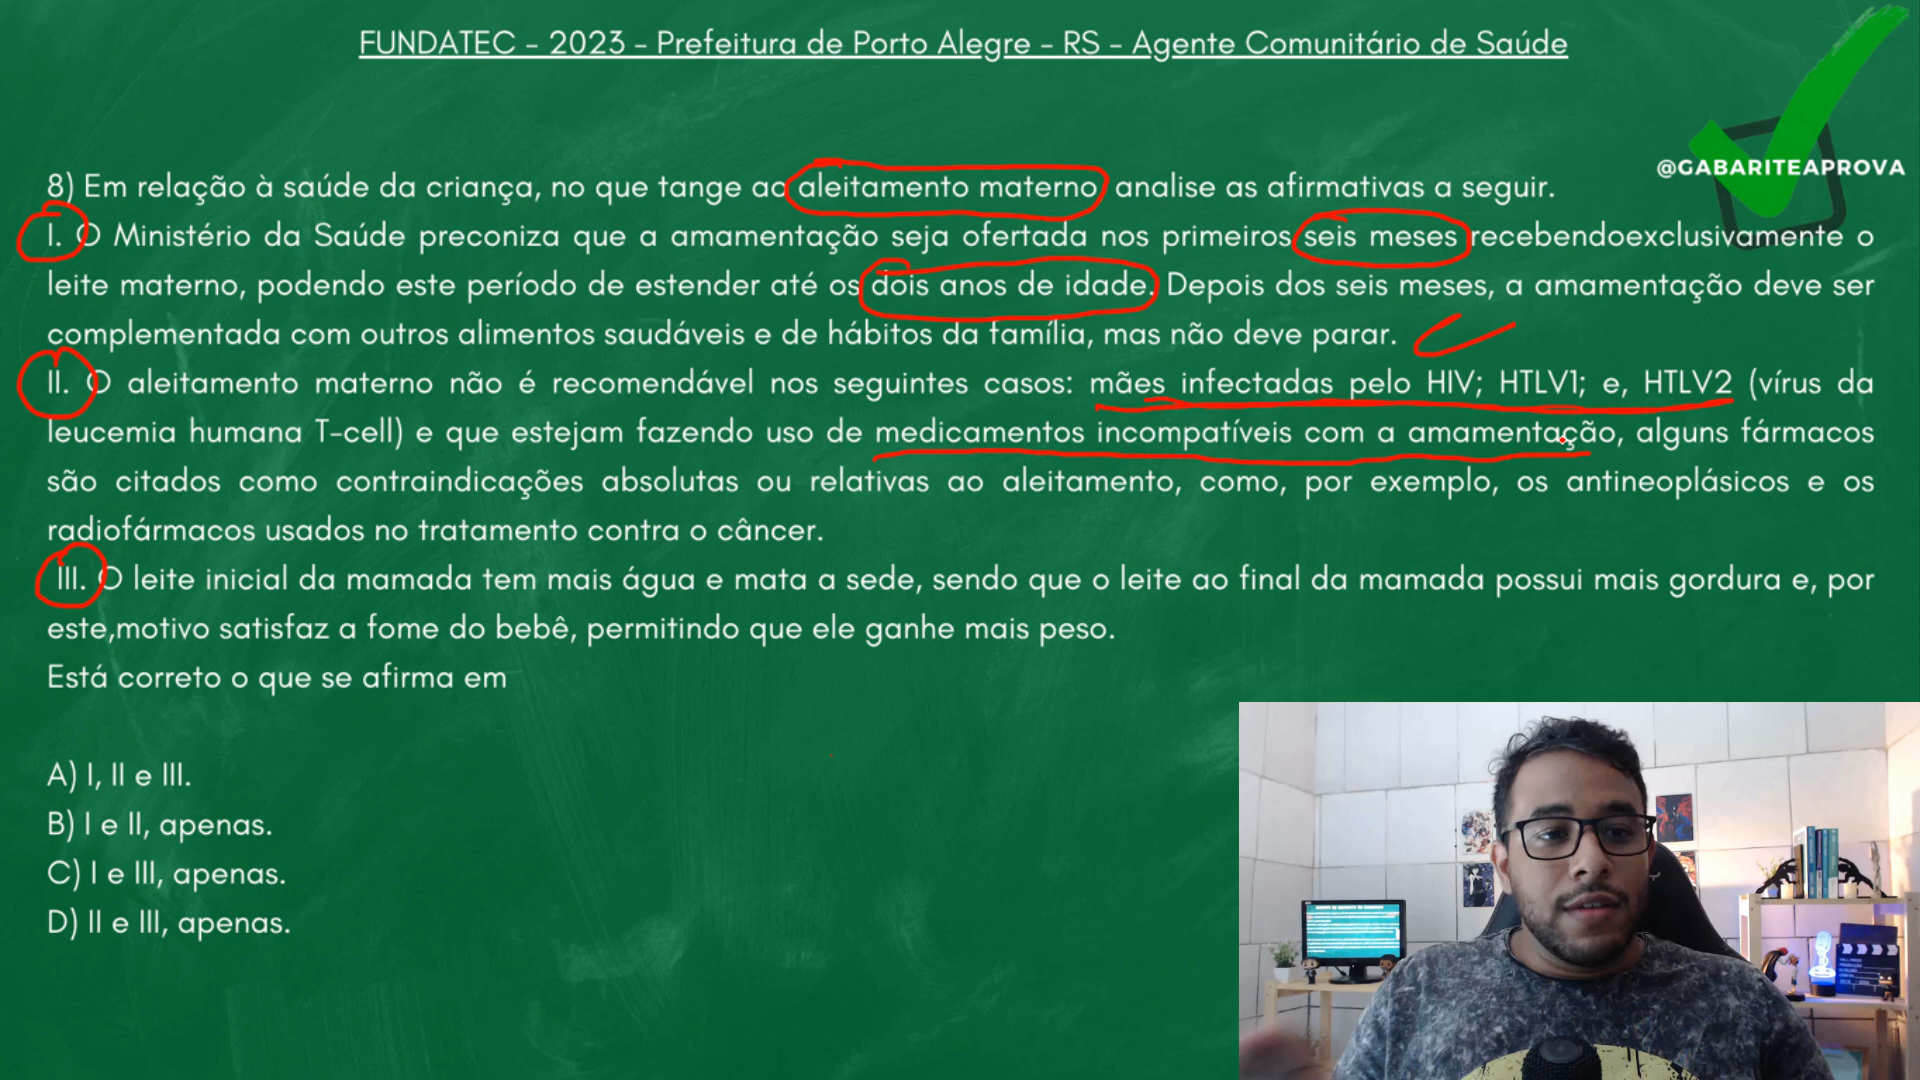 FUNDATEC - 2023 - Prefeitura de Porto Alegre - RS - Agente Comunitário de Saúde
@GABARITEAPROVA
8) Em relação à saúde da criança, no que tange ao aleitamento materno, analise as afirmativas a seguir.
I. O Ministério da Saúde preconiza que a amamentação seja ofertada nos primeiros seis meses recebendoexclusivamente o
leite materno, podendo este período de estender até os dois anos de idade. Depois dos seis meses, a amamentação deve ser
complementada com outros alimentos saudáveis e de hábitos da família, mas não deve parar.
II. O aleitamento materno não é recomendável nos seguintes casos: mães infectadas pelo HIV; HTLV1; e, HTLV2 (vírus da
leucemia humana T-cell) e que estejam fazendo uso de medicamentos incompatíveis com a amamentação, alguns fármacos
são citados como contraindicações absolutas ou relativas ao aleitamento, como, por exemplo, os antineoplásicos e os
radiofármacos usados no tratamento contra o câncer.
III. O leite inicial da mamada tem mais água e mata a sede, sendo que o leite ao final da mamada possui mais gordura e, por
este,motivo satisfaz a fome do bebê, permitindo que ele ganhe mais peso.
Está correto o que se afirma em
A) I, II e III.
B) I e II, apenas.
C) I e III, apenas.
D) II e III, apenas.